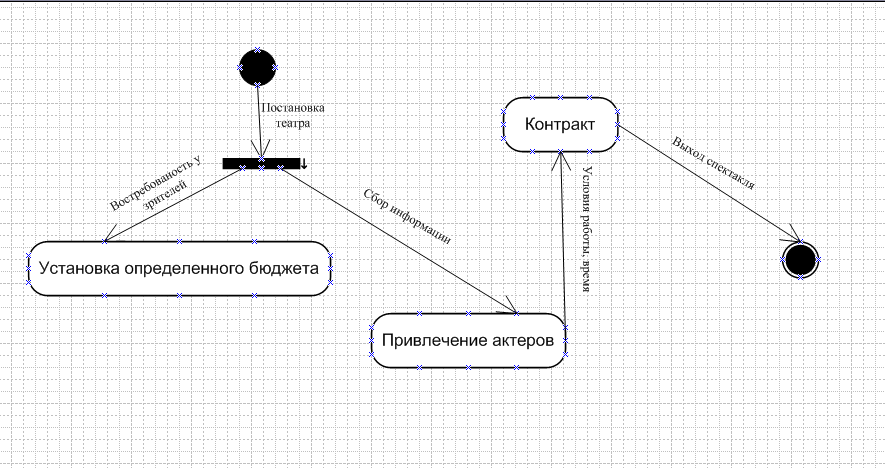 Постановка
театра
Контракт
Выход спектакля
Востребованость у
зрителей
Сбор информации
Условия работы, время
Установка определенного бюджета
Привлечение актеров